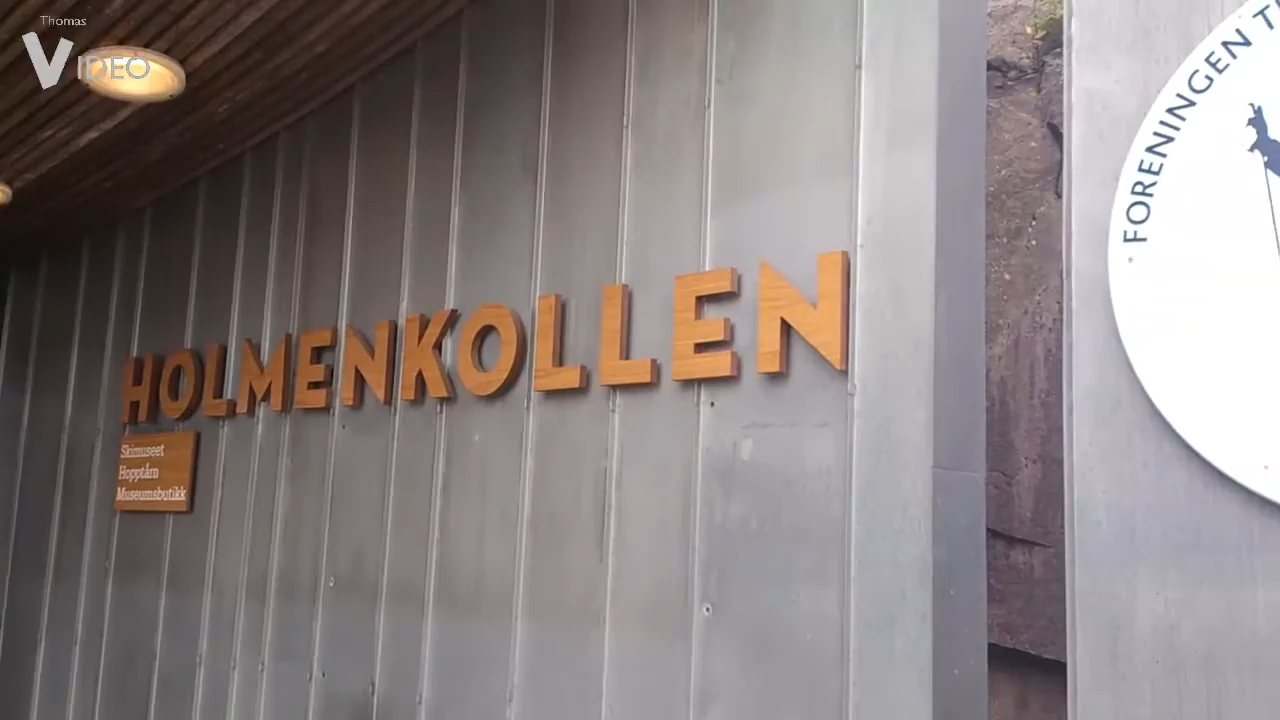 Thomas
VIDEO
HOLMENKOLLEN
Skimuseet
Hopptårn
Museumsbutikk
FORENINGEN